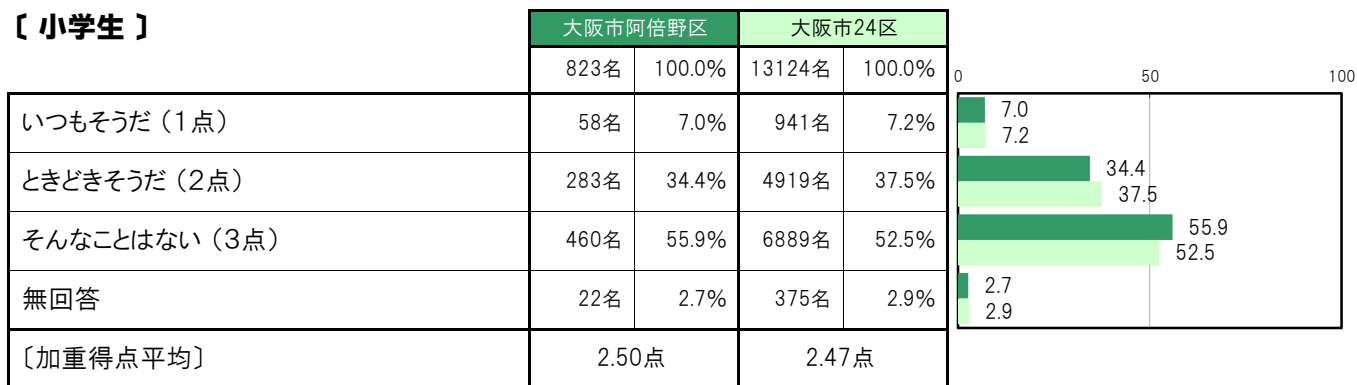 〔 小学生 〕
大阪市阿倍野区 大阪市24区
823名 100.0% 13124名 100.0% 0 50 100
いつもそうだ （１点） 58名 7.0% 941名 7.2% 7.0
7.2
ときどきそうだ （２点） 283名 34.4% 4919名 37.5% 34.4
37.5
そんなことはない （３点） 460名 55.9% 6889名 52.5% 55.9
52.5
無回答 22名 2.7% 375名 2.9% 2.7
2.9
〔加重得点平均〕 2.50点 2.47点